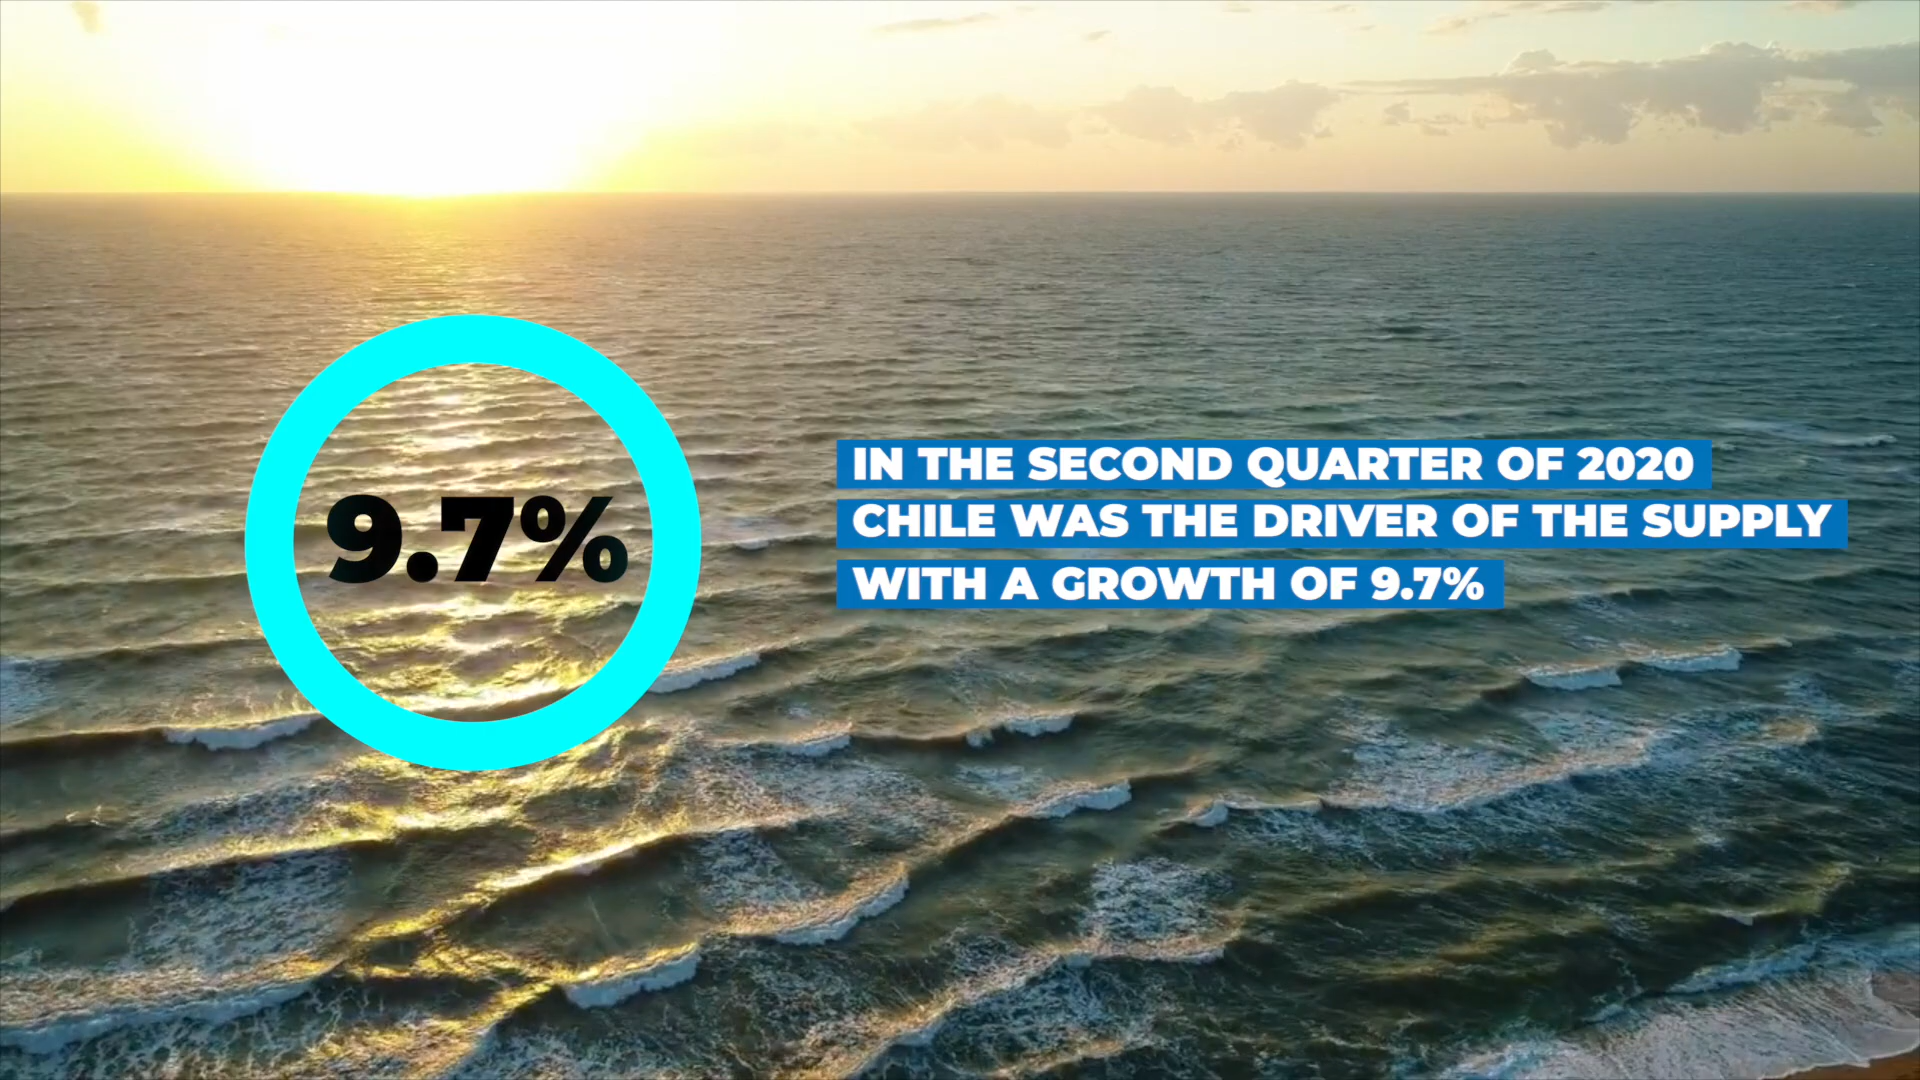 9.7%
IN THE SECOND QUARTER OF 2020
CHILE WAS THE DRIVER OF THE SUPPLY
WITH A GROWTH OF 9.7%